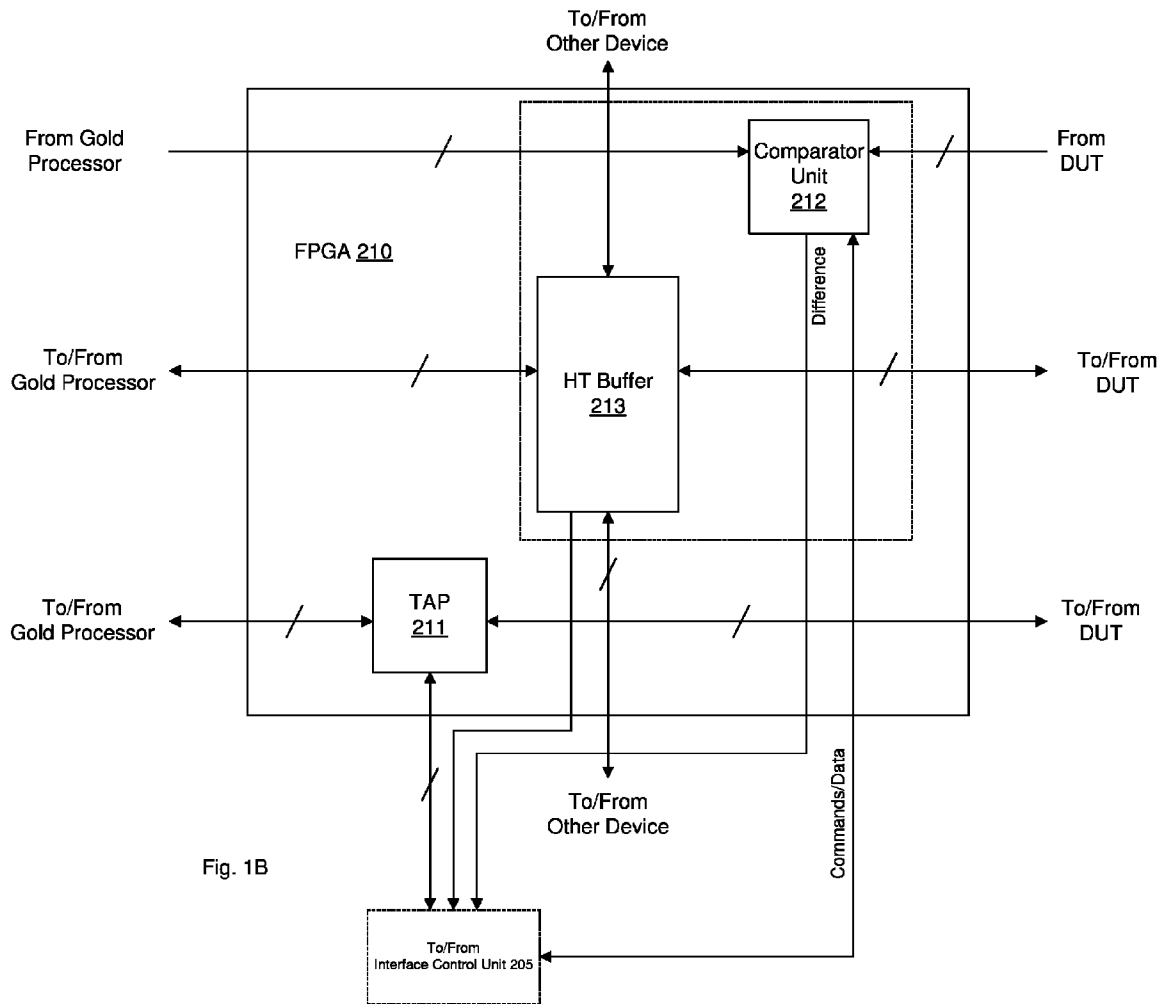 To/From
Other Device
From Gold
Processor
Comparator
Unit
212
From
DUT
FPGA 210
Difference
To/From
Gold Processor
HT Buffer
213
To/From
DUT
To/From
Gold Processor
TAP
211
To/From
DUT
Commands/Data
To/From
Other Device
Fig. 1B
To/From
Interface Control Unit 205